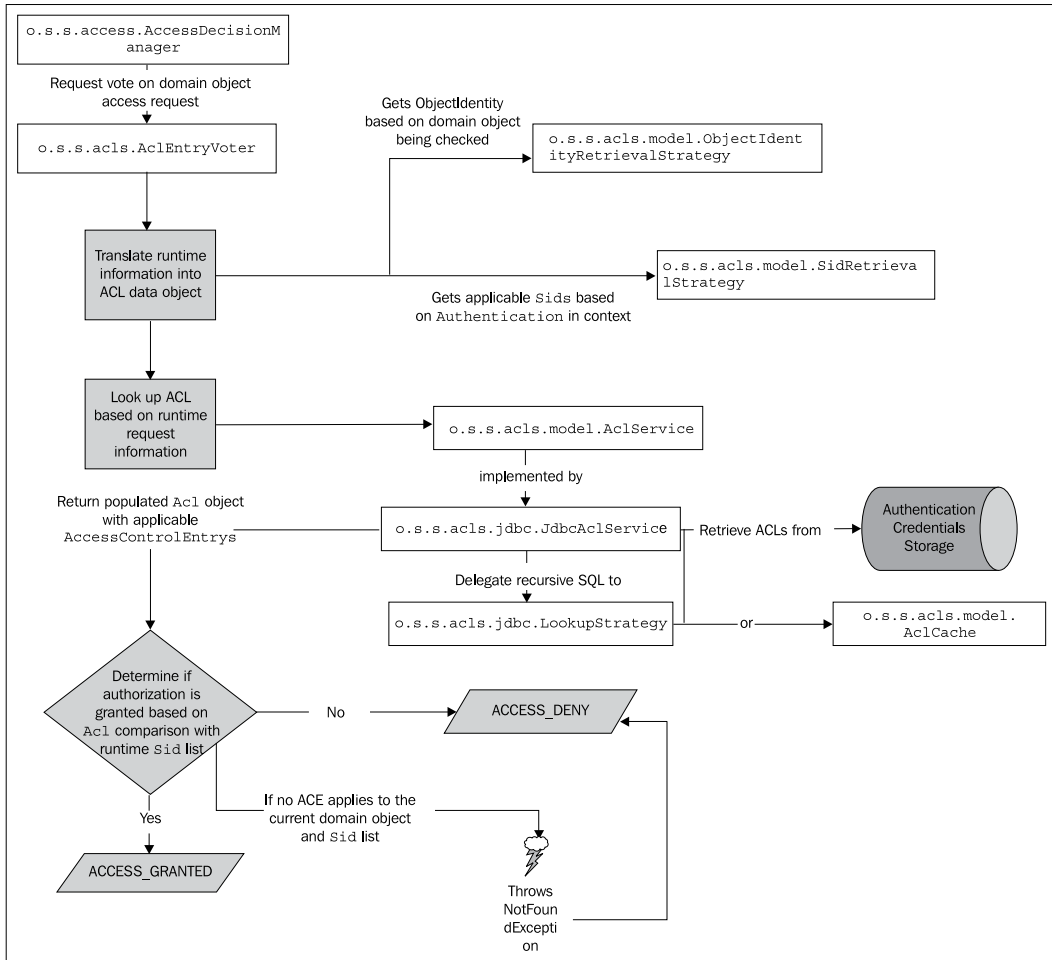 o.s.s.access.AccessDecisionM
anager
Request vote on domain object
access request
o.s.s.acls.AclEntryVoter
Gets ObjectIdentity
based on domain object
being checked
o.s.s.acls.model.ObjectIdent
ityRetrievalStrategy
Translate runtime
information into
ACL data object
o.s.s.acls.model.SidRetrieva
lStrategy
Gets applicable Sids based
on Authentication in context
Look up ACL
based on runtime
request
information
o.s.s.acls.model.AclService
implemented by
Return populated Acl object
with applicable
AccessControlEntrys
o.s.s.acls.jdbc.JdbcAclService
Retrieve ACLs from
Authentication
Credentials
Storage
Delegate recursive SQL to
o.s.s.acls.jdbc.LookupStrategy
or
o.s.s.acls.model.
AclCache
Determine if
authorization is
granted based on
Acl comparison with
runtime Sid list
No
ACCESS_DENY
If no ACE applies to the
current domain object
and Sid list
Yes
ACCESS_GRANTED
Throws
NotFoun
dExcepti
on